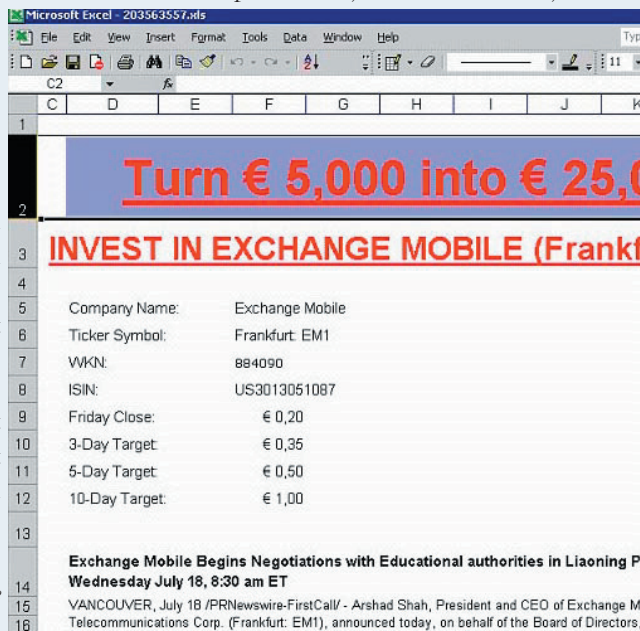 Microsoft Excel - 203563557.xls
File Edit View Insert Format Tools Data Window Help
11
C2 fx
C D E F G H I J K
1
2 Turn € 5,000 into € 25,0
3 INVEST IN EXCHANGE MOBILE (Frankf
4
5 Company Name: Exchange Mobile
6 Ticker Symbol: Frankfurt: EM1
7 WKN: 884090
8 ISIN: US3013051087
9 Friday Close: € 0,20
10 3-Day Target: € 0,35
11 5-Day Target: € 0,50
12 10-Day Target: € 1,00
13
Exchange Mobile Begins Negotiations with Educational authorities in Liaoning P
14 Wednesday July 18, 8:30 am ET
15 VANCOUVER, July 18 /PRNewswire-FirstCall/ - Arshad Shah, President and CEO of Exchange M
16 Telecommunications Corp. (Frankfurt: EM1), announced today, on behalf of the Board of Directors